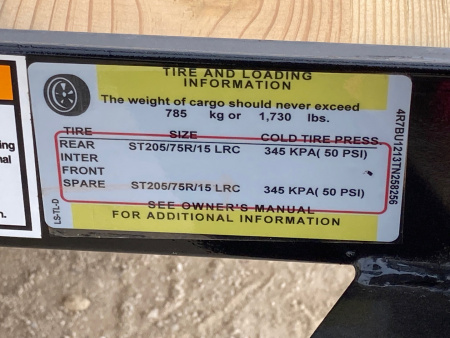 TIRE AND LOADING
INFORMATION
The weight of cargo should never exceed
785 kg or 1,730 lbs.
TIRE SIZE COLD TIRE PRESS.
REAR ST205/75R/15 LRC 345 KPA( 50 PSI)
INTER
FRONT
SPARE ST205/75R/15 LRC 345 KPA( 50 PSI)
SEE OWNER'S MANUAL
FOR ADDITIONAL INFORMATION
LS-TL-D
4R7BU1213TN258256